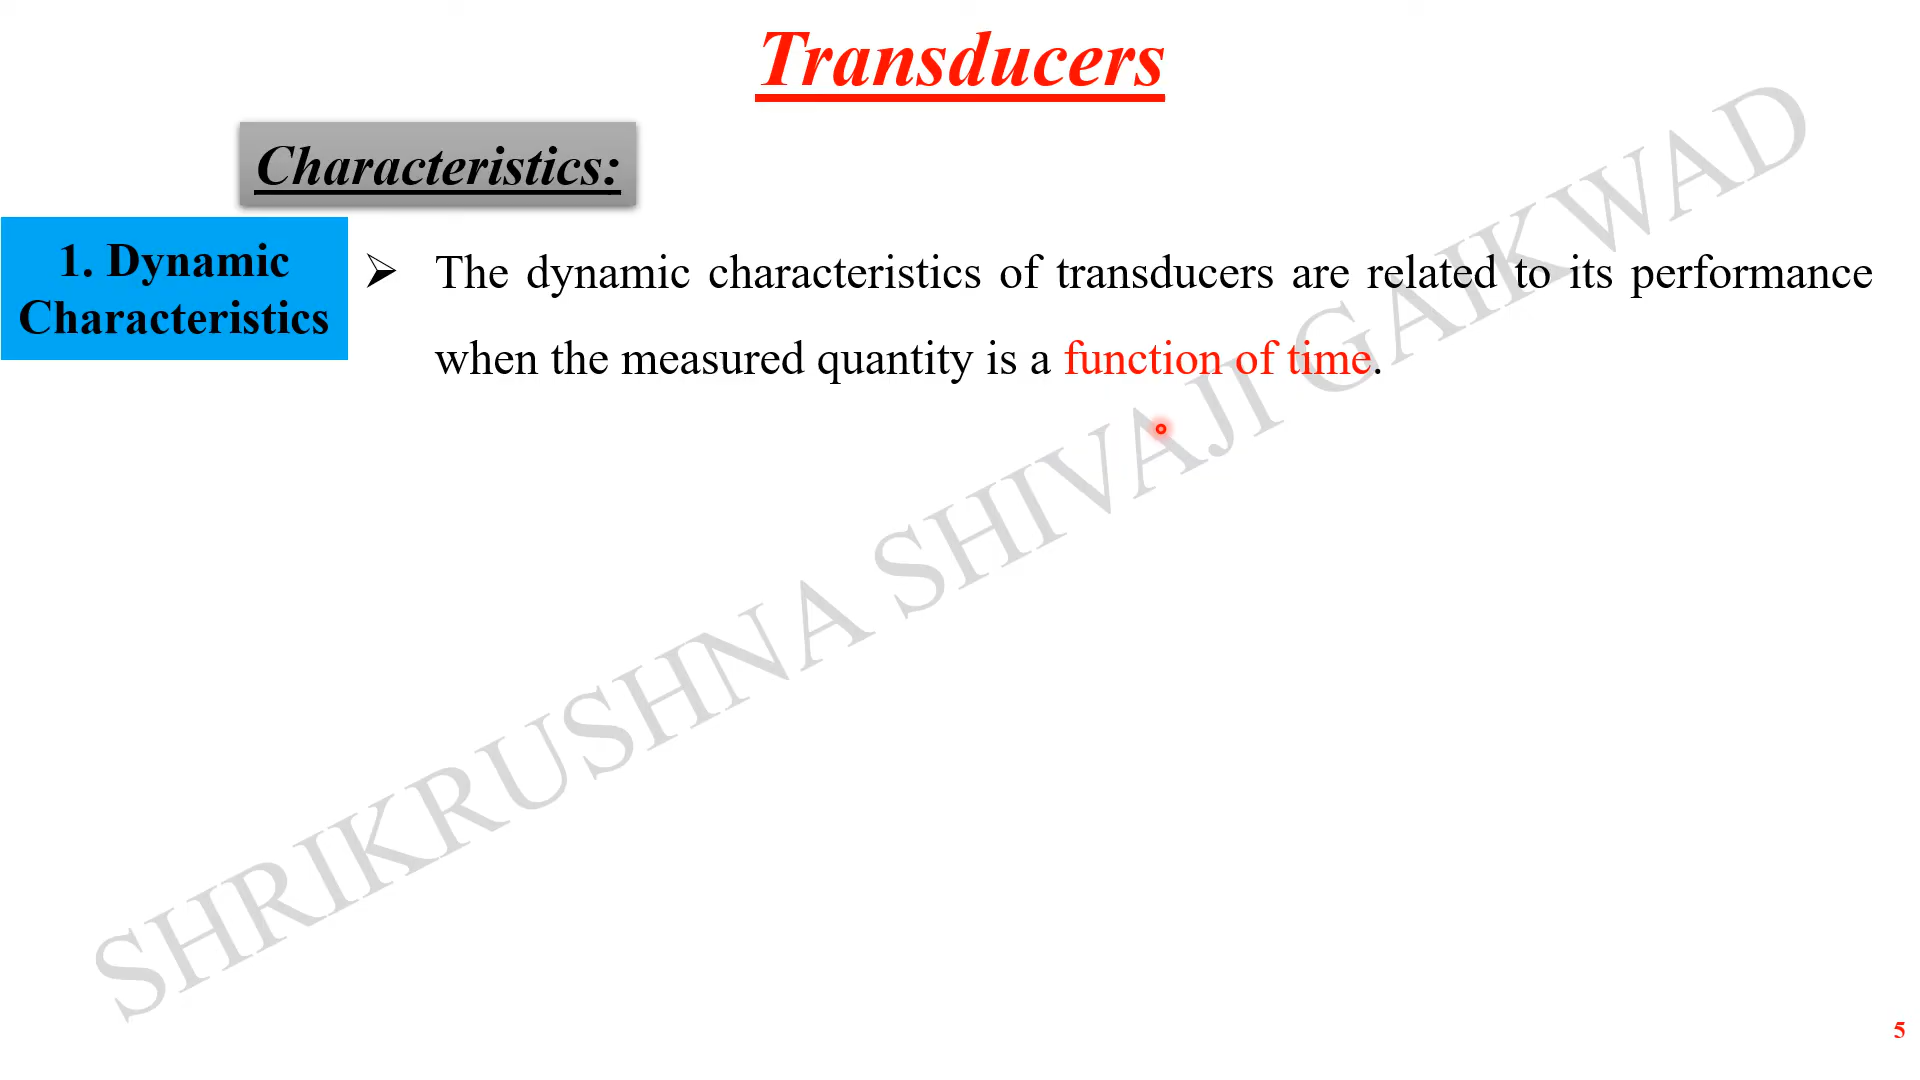 Transducers
Characteristics:
1. Dynamic
Characteristics
➢ The dynamic characteristics of transducers are related to its performance
when the measured quantity is a function of time.
SHRIKRUSHNA SHIVAJI GAIKWAD
5